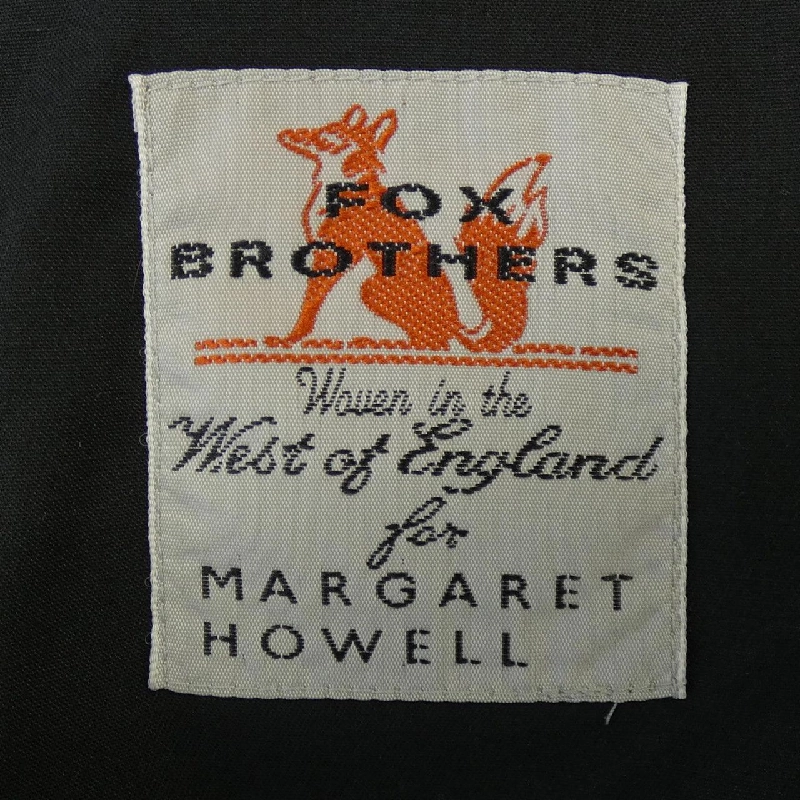 FOX
BROTHERS
Woven in the
West of England
for
MARGARET
HOWELL